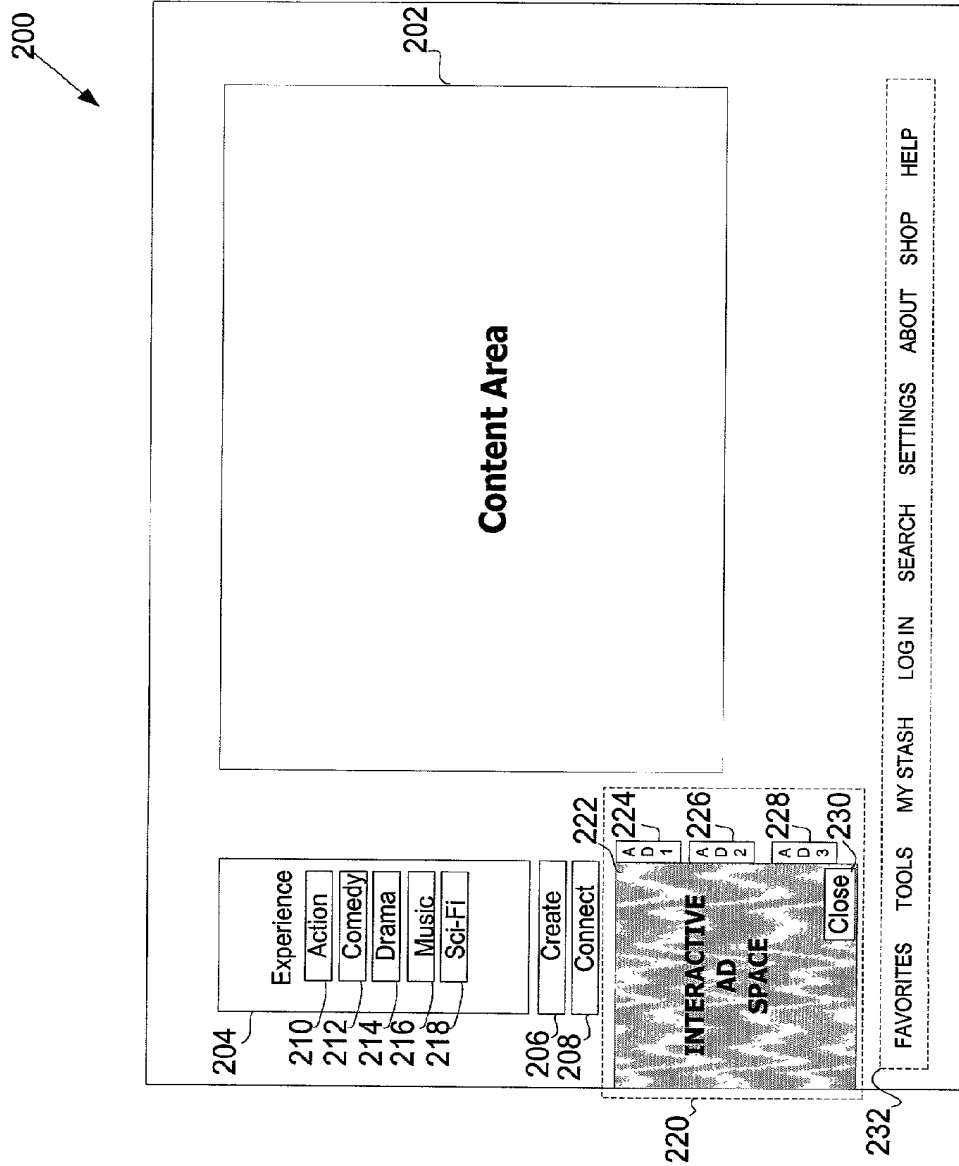 200
202
Content Area
204
Experience
210
Action
212
Comedy
214
Drama
216
Music
218
Sci-Fi
206
Create
208
Connect
220
222
INTERACTIVE
AD
SPACE
224
AD1
226
AD2
228
AD3
230
Close
232
FAVORITES TOOLS MY STASH LOG IN SEARCH SETTINGS ABOUT SHOP HELP